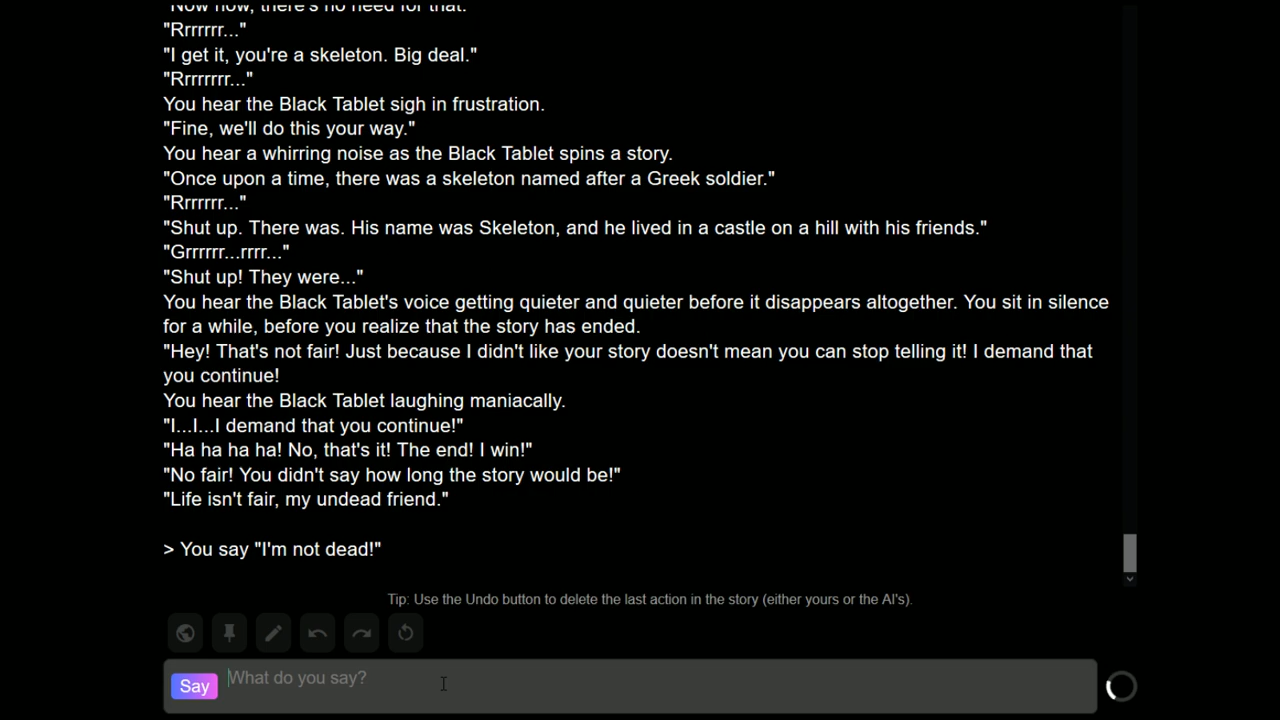 "Now now, there's no need for that.
"Rrrrrr..."
"I get it, you're a skeleton. Big deal."
"Rrrrrrr..."
You hear the Black Tablet sigh in frustration.
"Fine, we'll do this your way."
You hear a whirring noise as the Black Tablet spins a story.
"Once upon a time, there was a skeleton named after a Greek soldier."
"Rrrrrr..."
"Shut up. There was. His name was Skeleton, and he lived in a castle on a hill with his friends."
"Grrrrrr...rrrr..."
"Shut up! They were..."
You hear the Black Tablet's voice getting quieter and quieter before it disappears altogether. You sit in silence
for a while, before you realize that the story has ended.
"Hey! That's not fair! Just because I didn't like your story doesn't mean you can stop telling it! I demand that
you continue!
You hear the Black Tablet laughing maniacally.
"I...I...I demand that you continue!"
"Ha ha ha ha! No, that's it! The end! I win!"
"No fair! You didn't say how long the story would be!"
"Life isn't fair, my undead friend."
> You say "I'm not dead!"
Tip: Use the Undo button to delete the last action in the story (either yours or the AI's).
Say What do you say?